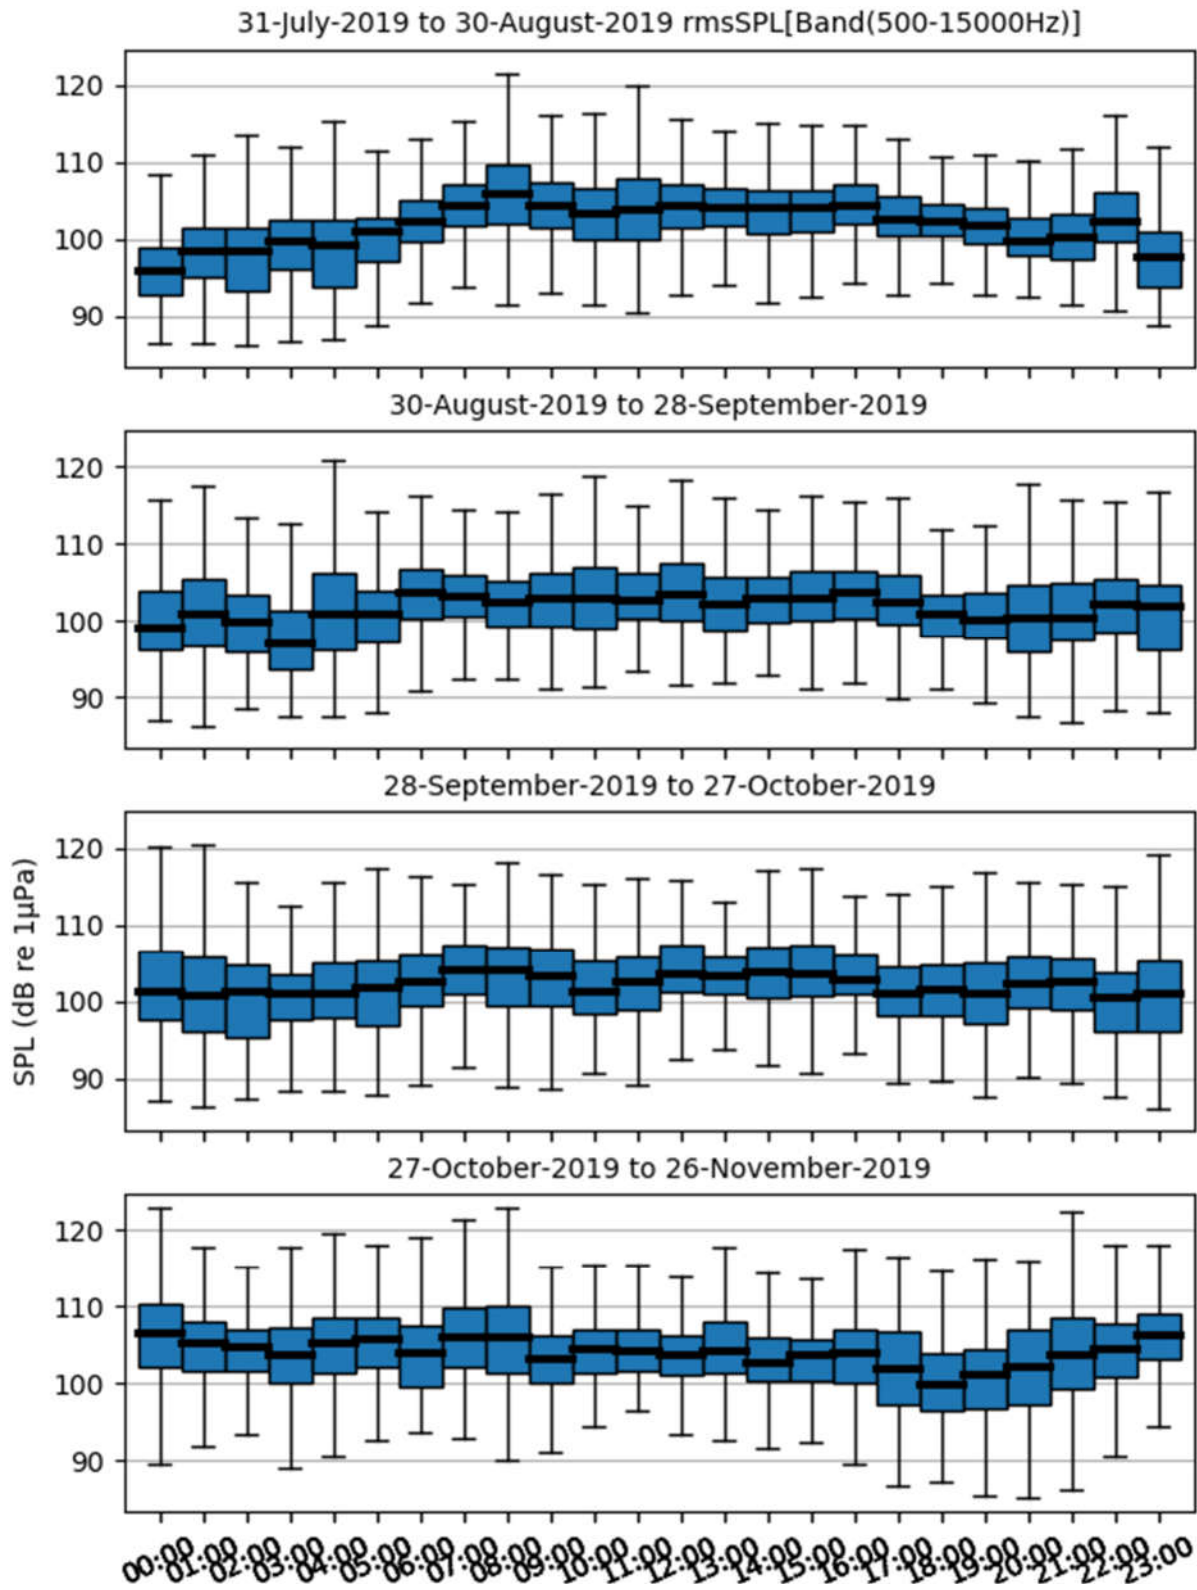 31-July-2019 to 30-August-2019 rmsSPL[Band(500-15000Hz)]
120
110
100
90
30-August-2019 to 28-September-2019
120
110
100
90
28-September-2019 to 27-October-2019
SPL (dB re 1µPa)
120
110
100
90
27-October-2019 to 26-November-2019
120
110
100
90
00:00 01:00 02:00 03:00 04:00 05:00 06:00 07:00 08:00 09:00 10:00 11:00 12:00 13:00 14:00 15:00 16:00 17:00 18:00 19:00 20:00 21:00 22:00 23:00